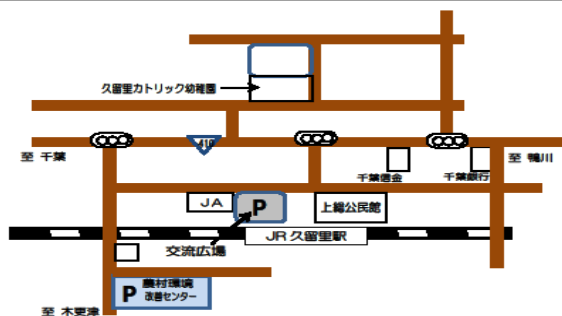 久留里カトリック幼稚園
410
至 千葉
至 鴨川
千葉信金
千葉銀行
JA
P
上総公民館
JR 久留里駅
交流広場
P
農村環境
改善センター
至 木更津